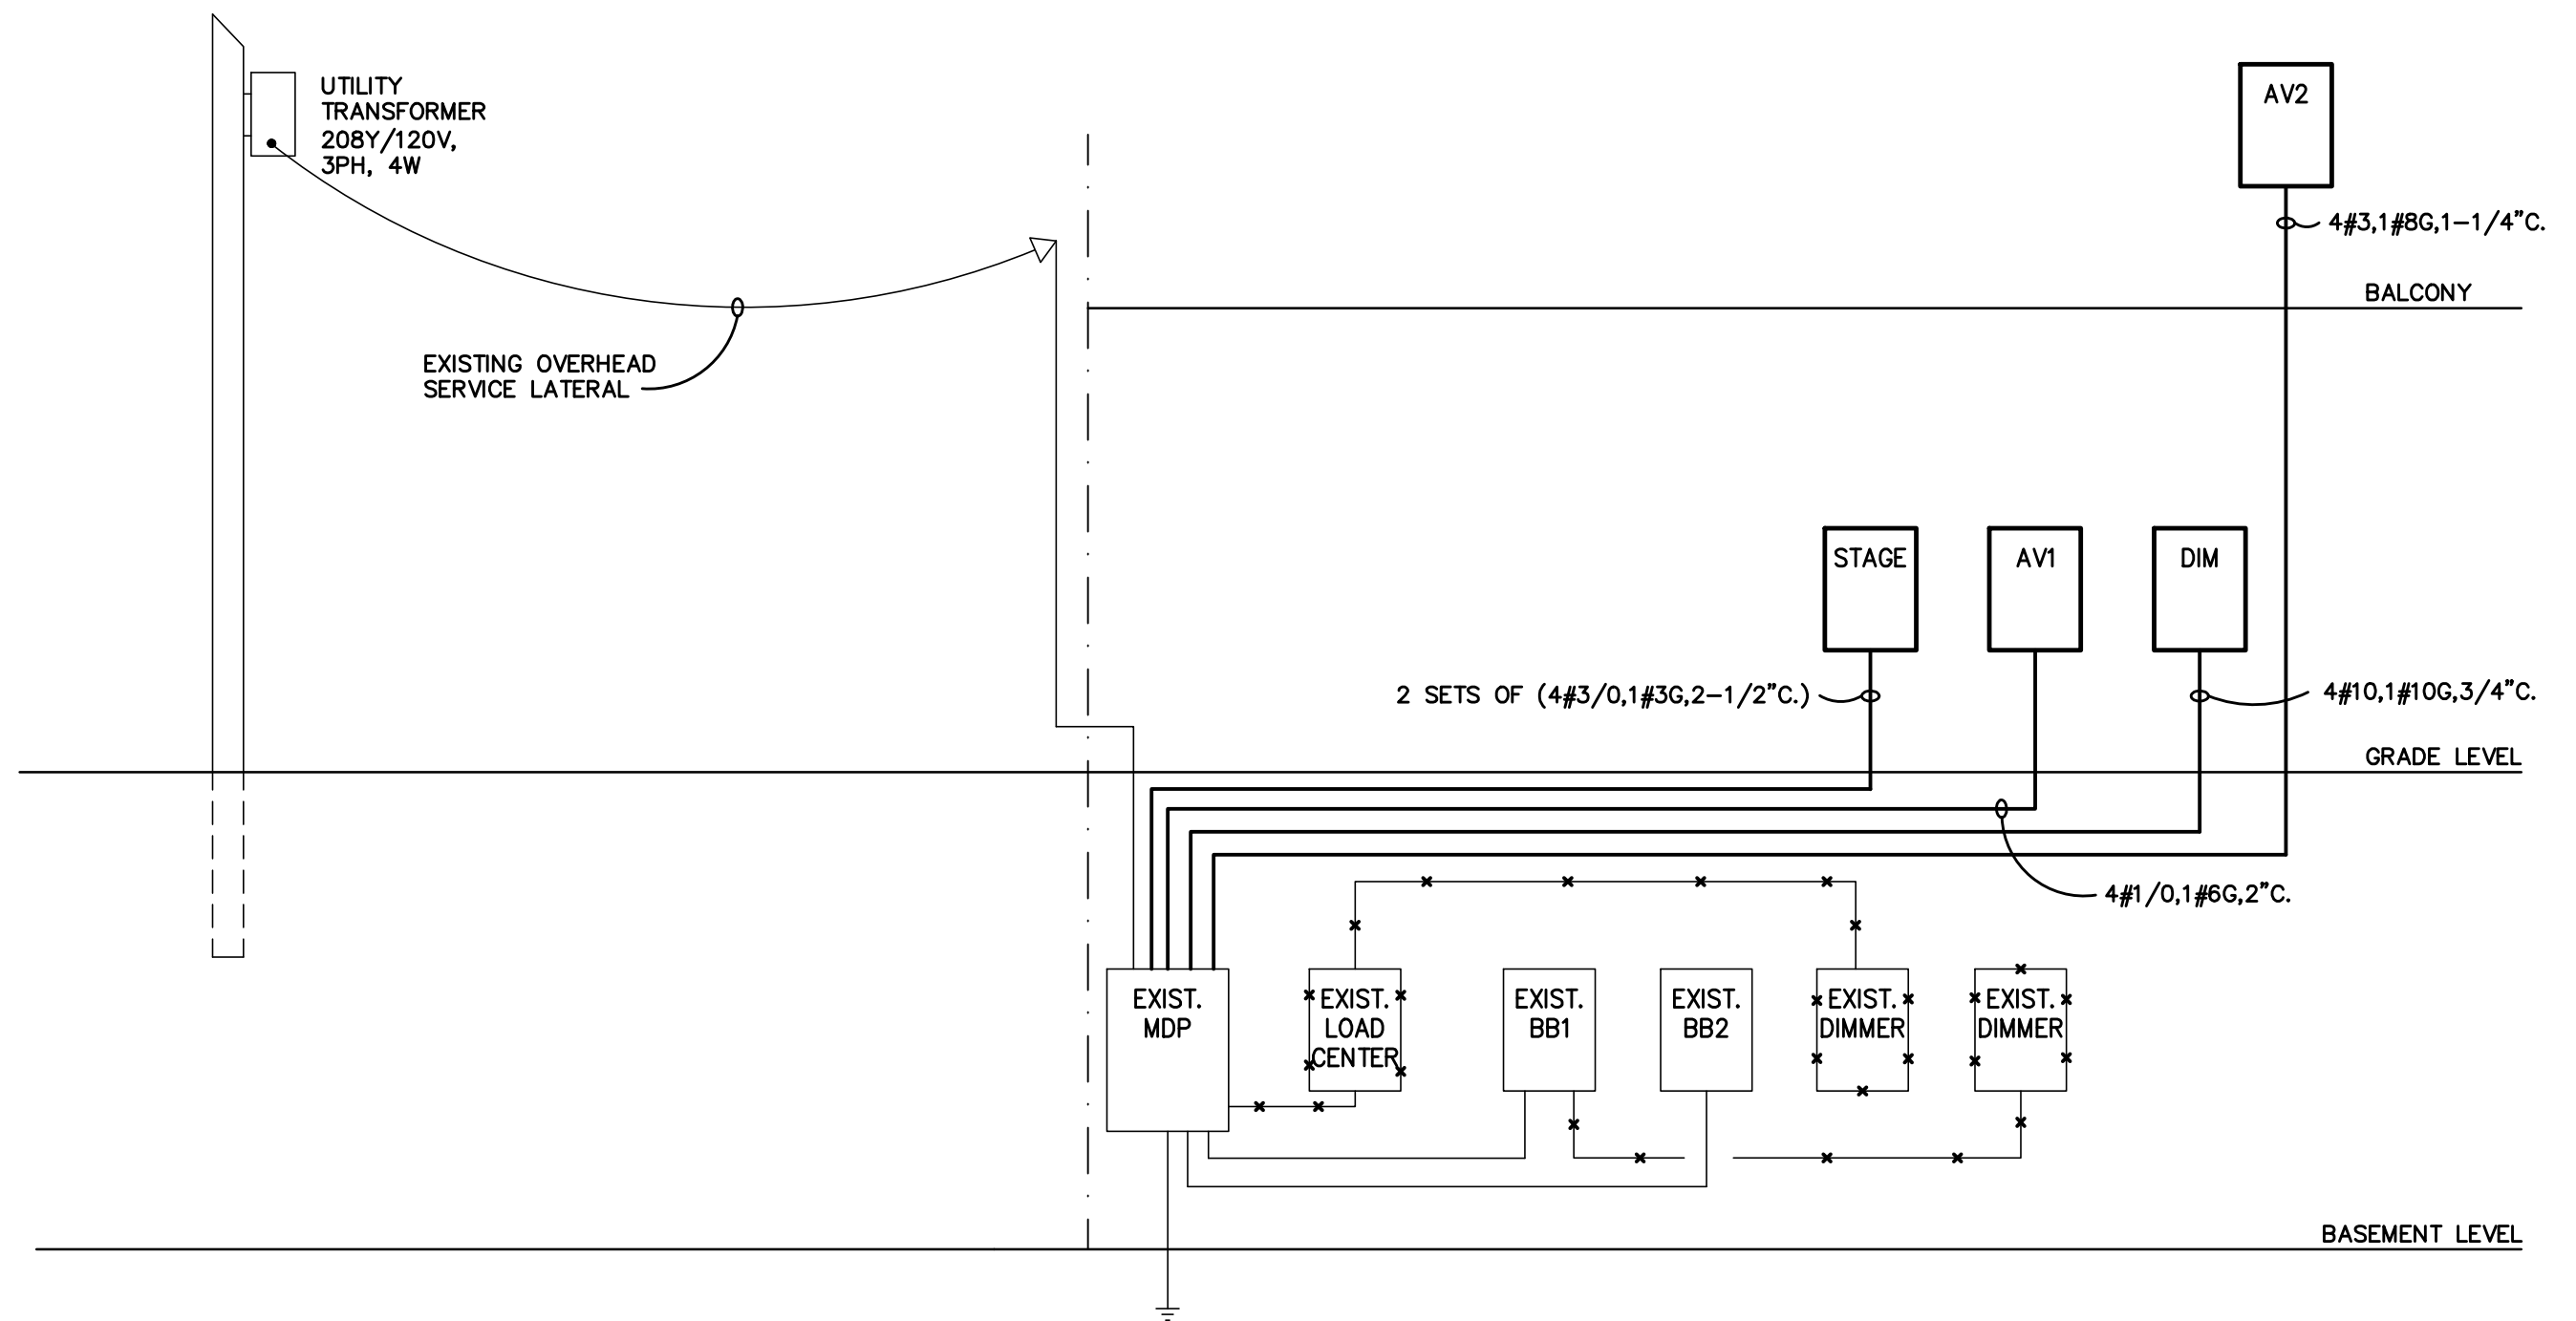 UTILITY
TRANSFORMER
208Y/120V,
3PH, 4W
AV2
4#3,1#8G,1-1/4"C.
BALCONY
EXISTING OVERHEAD
SERVICE LATERAL
STAGE
AV1
DIM
2 SETS OF (4#3/0,1#3G,2-1/2"C.)
4#10,1#10G,3/4"C.
GRADE LEVEL
4#1/0,1#6G,2"C.
EXIST.
MDP
EXIST.
LOAD
CENTER
EXIST.
BB1
EXIST.
BB2
EXIST.
DIMMER
EXIST.
DIMMER
BASEMENT LEVEL